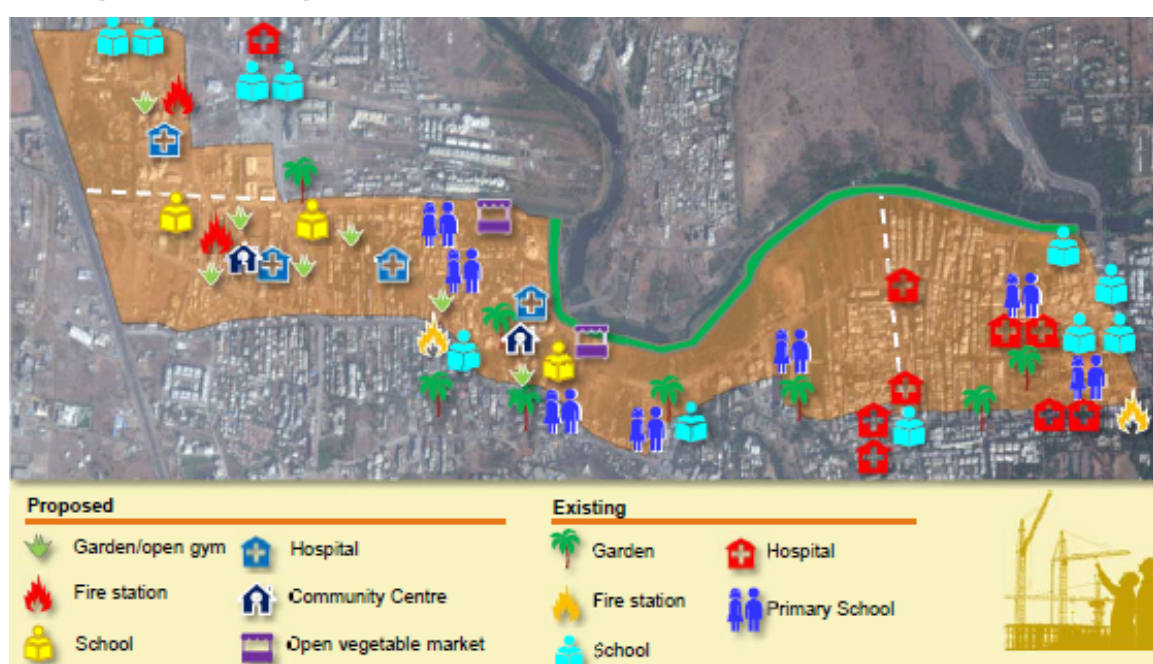 Proposed
Garden/open gym
Hospital
Fire station
Community Centre
School
Open vegetable market
Existing
Garden
Hospital
Fire station
Primary School
School